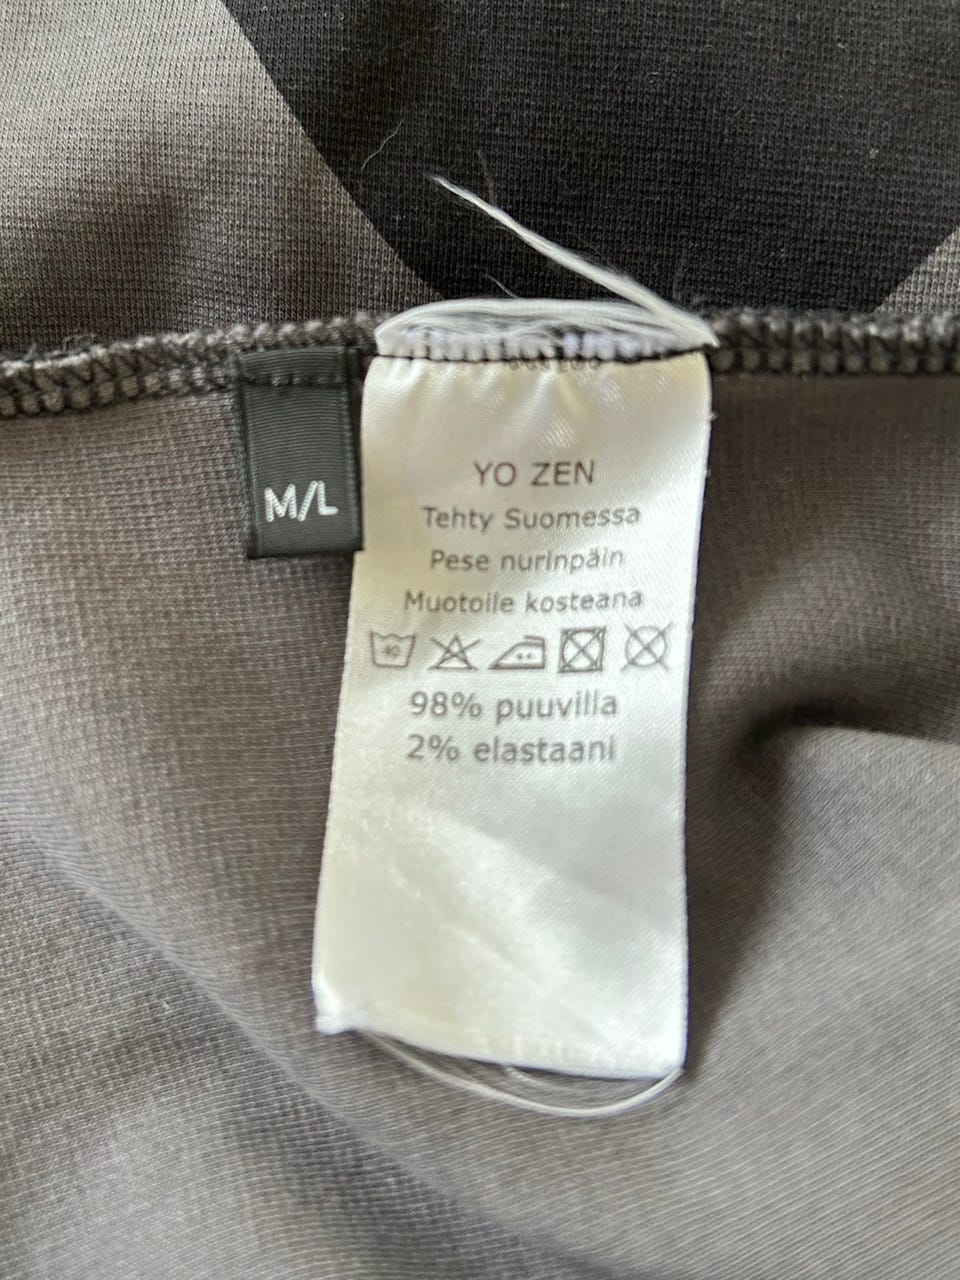 M/L
YO ZEN
Tehty Suomessa
Pese nurinpäin
Muotoile kosteana
40
98% puuvilla
2% elastaani